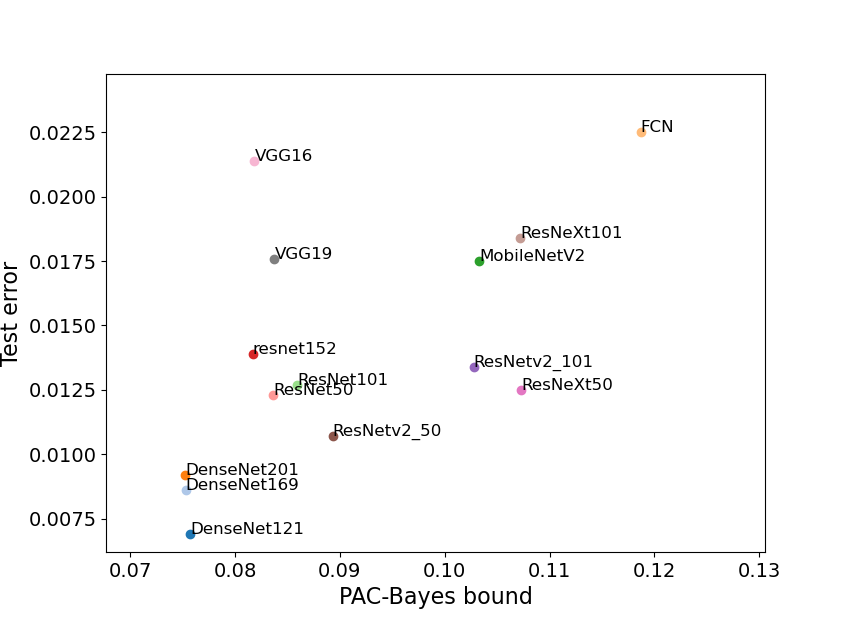 0.0225
0.0200
0.0175
0.0150
0.0125
0.0100
0.0075
Test error
FCN
VGG16
ResNeXt101
VGG19
MobileNetV2
resnet152
ResNetv2_101
ResNet101
ResNeXt50
ResNet50
ResNetv2_50
DenseNet201
DenseNet169
DenseNet121
0.07 0.08 0.09 0.10 0.11 0.12 0.13
PAC-Bayes bound